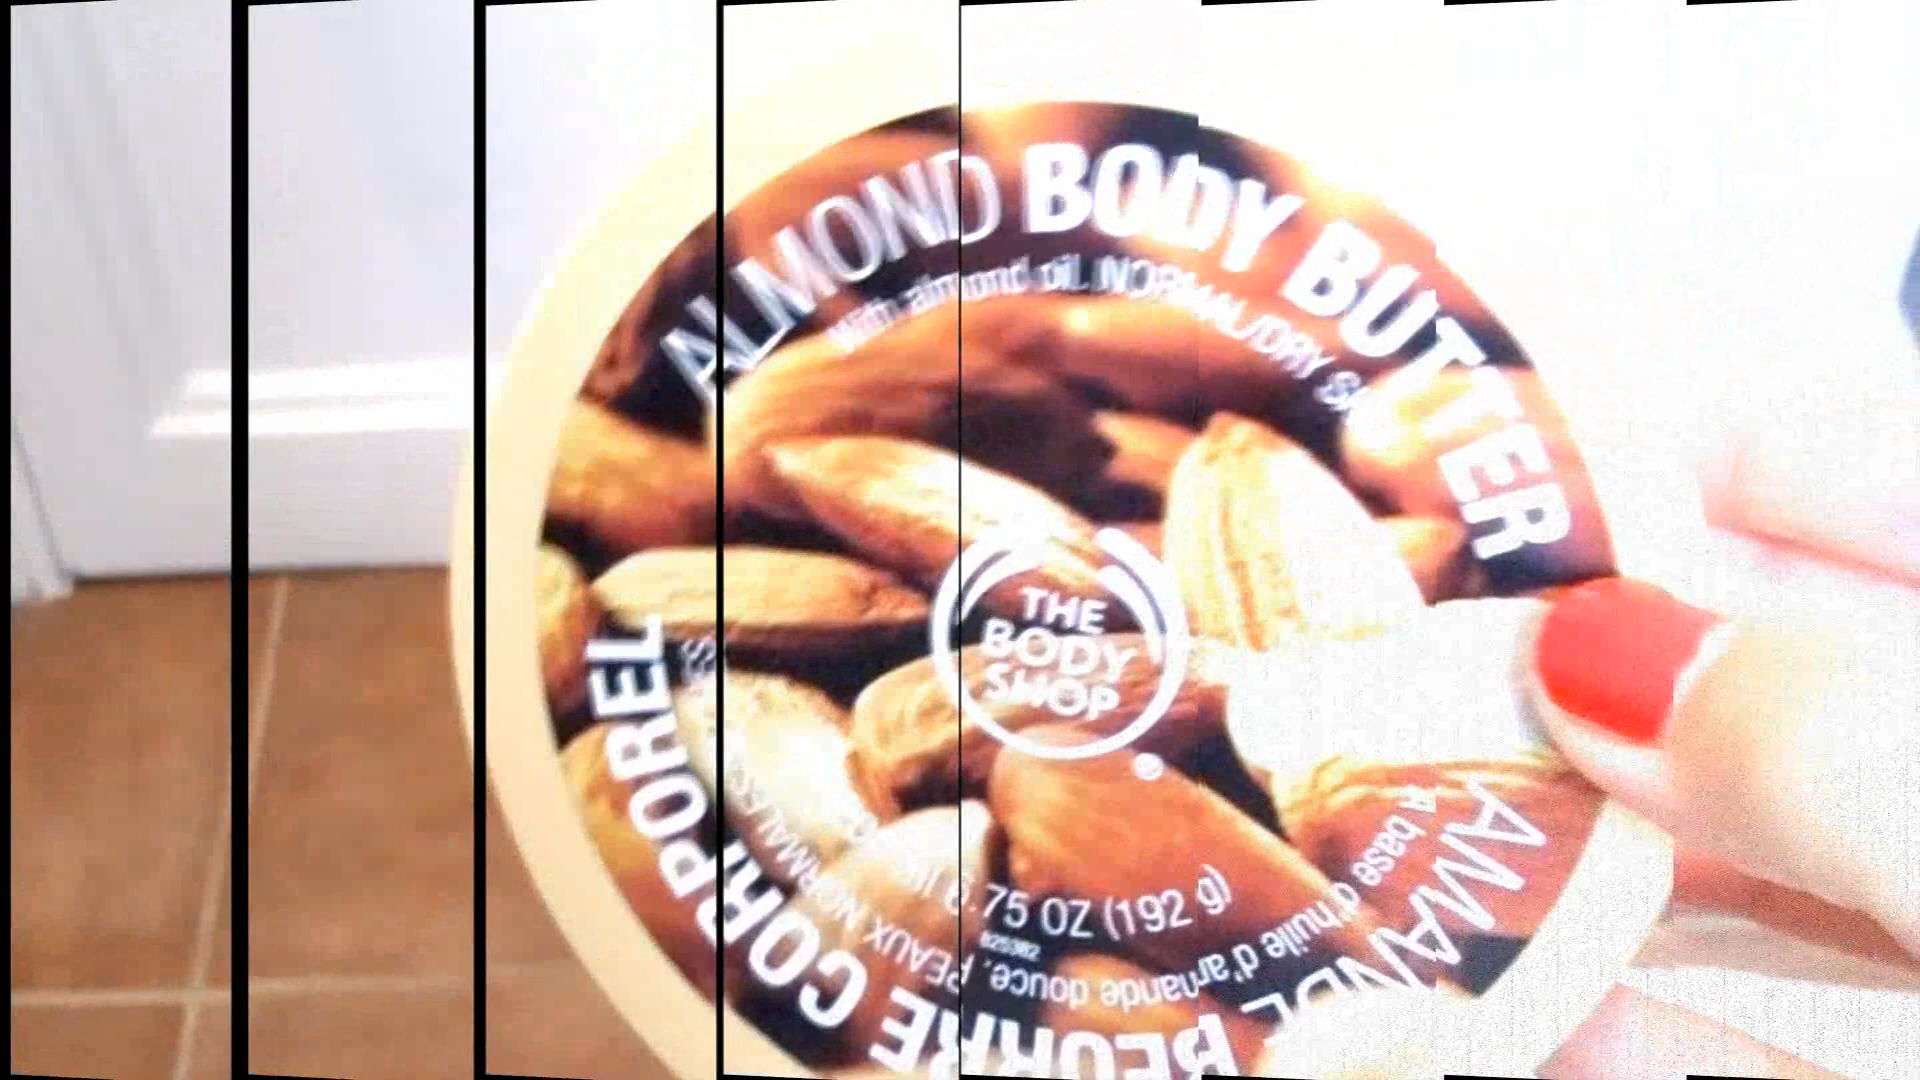 ALMOND BODY BUTTER
With almond oil. NORMAL/DRY
THE
BODY
SHOP
75 OZ (192 g)
BEURRE CORPOREL
AMANDE
À base d'huile d'amande douce. PEAUX NORMALES